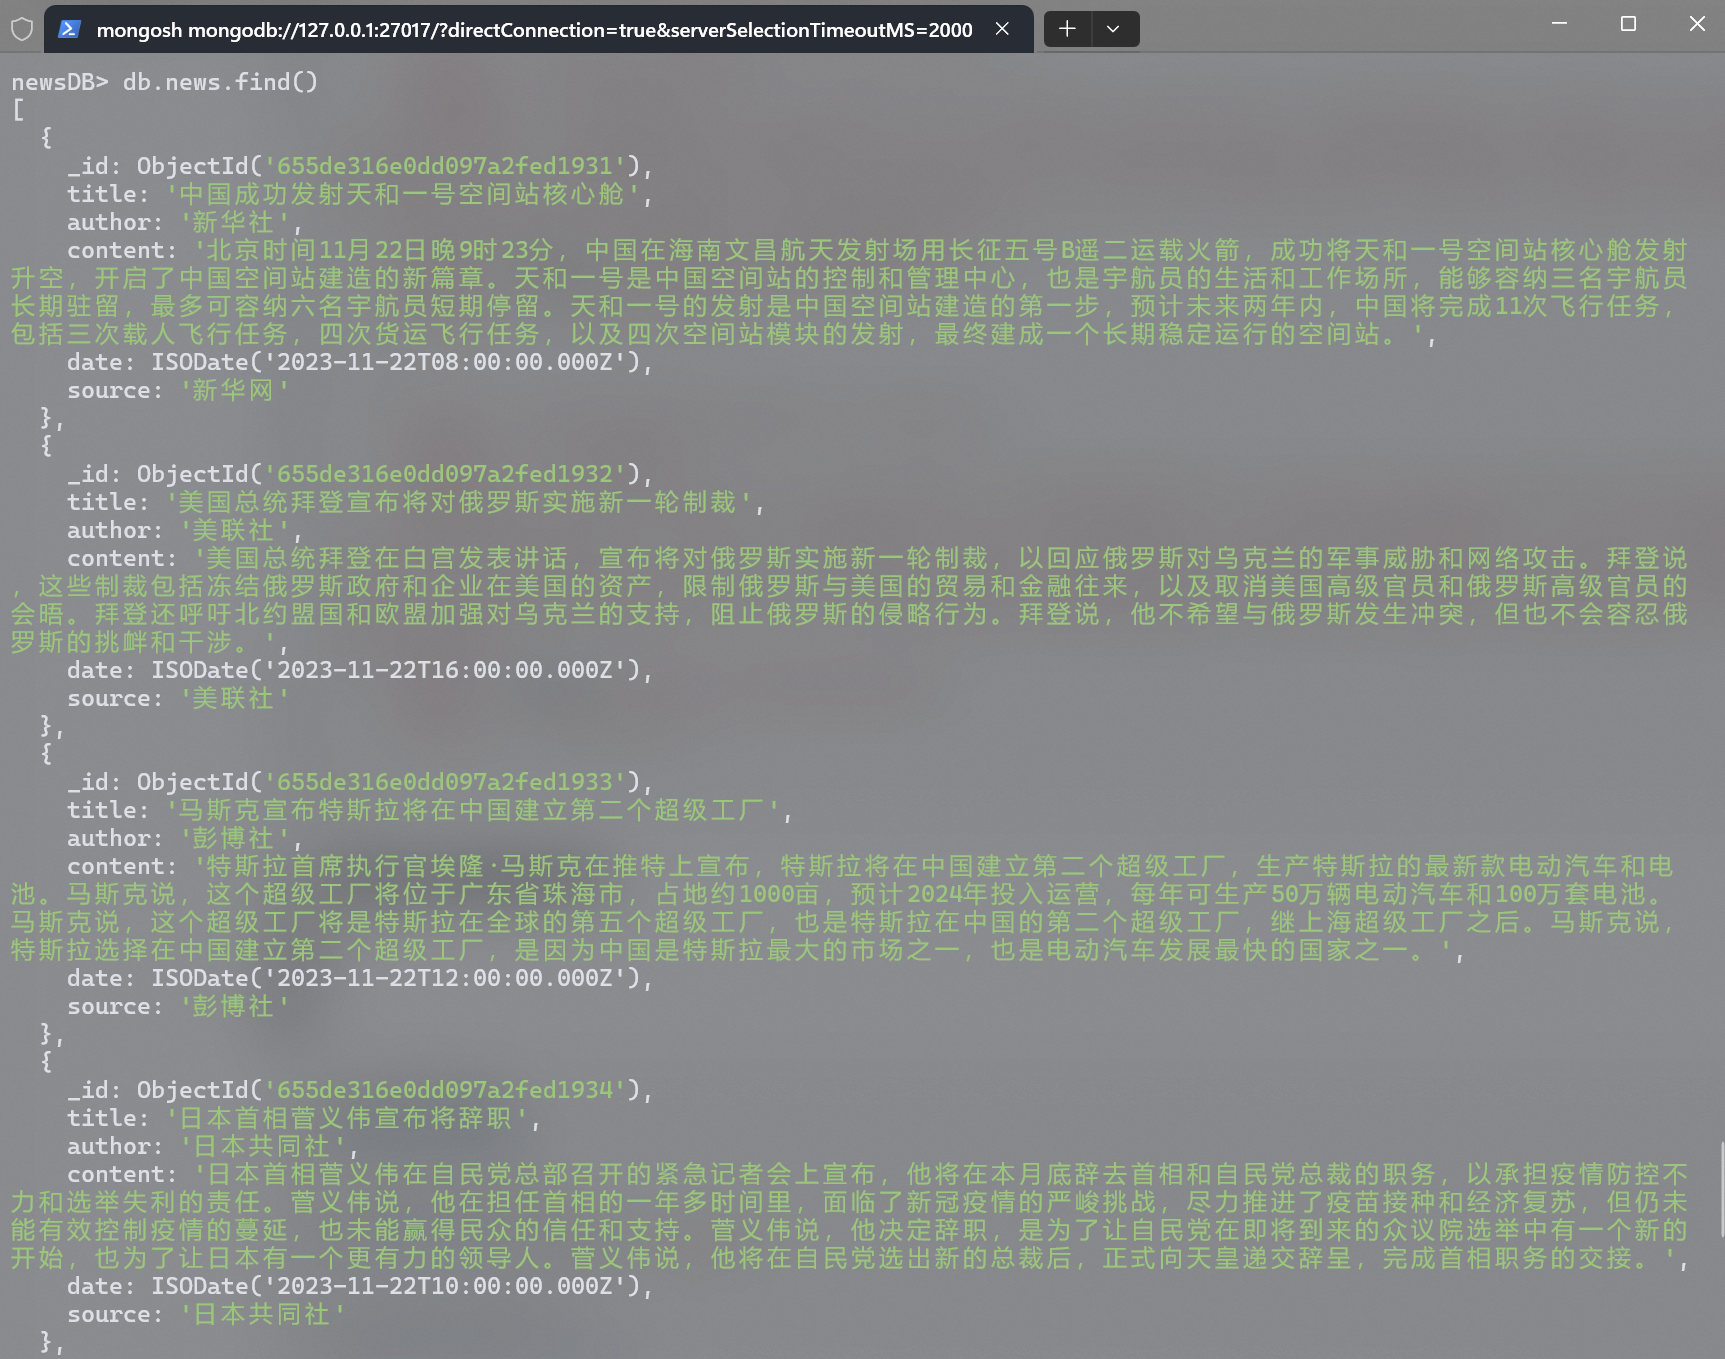 mongosh mongodb://127.0.0.1:27017/?directConnection=true&serverSelectionTimeoutMS=2000
newsDB> db.news.find()
[
  {
    _id: ObjectId('655de316e0dd097a2fed1931'),
    title: '中国成功发射天和一号空间站核心舱',
    author: '新华社',
    content: '北京时间11月22日晚9时23分，中国在海南文昌航天发射场用长征五号B遥二运载火箭，成功将天和一号空间站核心舱发射
升空，开启了中国空间站建造的新篇章。天和一号是中国空间站的控制和管理中心，也是宇航员的生活和工作场所，能够容纳三名宇航员
长期驻留，最多可容纳六名宇航员短期停留。天和一号的发射是中国空间站建造的第一步，预计未来两年内，中国将完成11次飞行任务，
包括三次载人飞行任务，四次货运飞行任务，以及四次空间站模块的发射，最终建成一个长期稳定运行的空间站。',
    date: ISODate('2023-11-22T08:00:00.000Z'),
    source: '新华网'
  },
  {
    _id: ObjectId('655de316e0dd097a2fed1932'),
    title: '美国总统拜登宣布将对俄罗斯实施新一轮制裁',
    author: '美联社',
    content: '美国总统拜登在白宫发表讲话，宣布将对俄罗斯实施新一轮制裁，以回应俄罗斯对乌克兰的军事威胁和网络攻击。拜登说
，这些制裁包括冻结俄罗斯政府和企业在美国的资产，限制俄罗斯与美国的贸易和金融往来，以及取消美国高级官员和俄罗斯高级官员的
会晤。拜登还呼吁北约盟国和欧盟加强对乌克兰的支持，阻止俄罗斯的侵略行为。拜登说，他不希望与俄罗斯发生冲突，但也不会容忍俄
罗斯的挑衅和干涉。',
    date: ISODate('2023-11-22T16:00:00.000Z'),
    source: '美联社'
  },
  {
    _id: ObjectId('655de316e0dd097a2fed1933'),
    title: '马斯克宣布特斯拉将在中国建立第二个超级工厂',
    author: '彭博社',
    content: '特斯拉首席执行官埃隆·马斯克在推特上宣布，特斯拉将在中国建立第二个超级工厂，生产特斯拉的最新款电动汽车和电
池。马斯克说，这个超级工厂将位于广东省珠海市，占地约1000亩，预计2024年投入运营，每年可生产50万辆电动汽车和100万套电池。
马斯克说，这个超级工厂将是特斯拉在全球的第五个超级工厂，也是特斯拉在中国的第二个超级工厂，继上海超级工厂之后。马斯克说，
特斯拉选择在中国建立第二个超级工厂，是因为中国是特斯拉最大的市场之一，也是电动汽车发展最快的国家之一。',
    date: ISODate('2023-11-22T12:00:00.000Z'),
    source: '彭博社'
  },
  {
    _id: ObjectId('655de316e0dd097a2fed1934'),
    title: '日本首相菅义伟宣布将辞职',
    author: '日本共同社',
    content: '日本首相菅义伟在自民党总部召开的紧急记者会上宣布，他将在本月底辞去首相和自民党总裁的职务，以承担疫情防控不
力和选举失利的责任。菅义伟说，他在担任首相的一年多时间里，面临了新冠疫情的严峻挑战，尽力推进了疫苗接种和经济复苏，但仍未
能有效控制疫情的蔓延，也未能赢得民众的信任和支持。菅义伟说，他决定辞职，是为了让自民党在即将到来的众议院选举中有一个新的
开始，也为了让日本有一个更有力的领导人。菅义伟说，他将在自民党选出新的总裁后，正式向天皇递交辞呈，完成首相职务的交接。',
    date: ISODate('2023-11-22T10:00:00.000Z'),
    source: '日本共同社'
  },